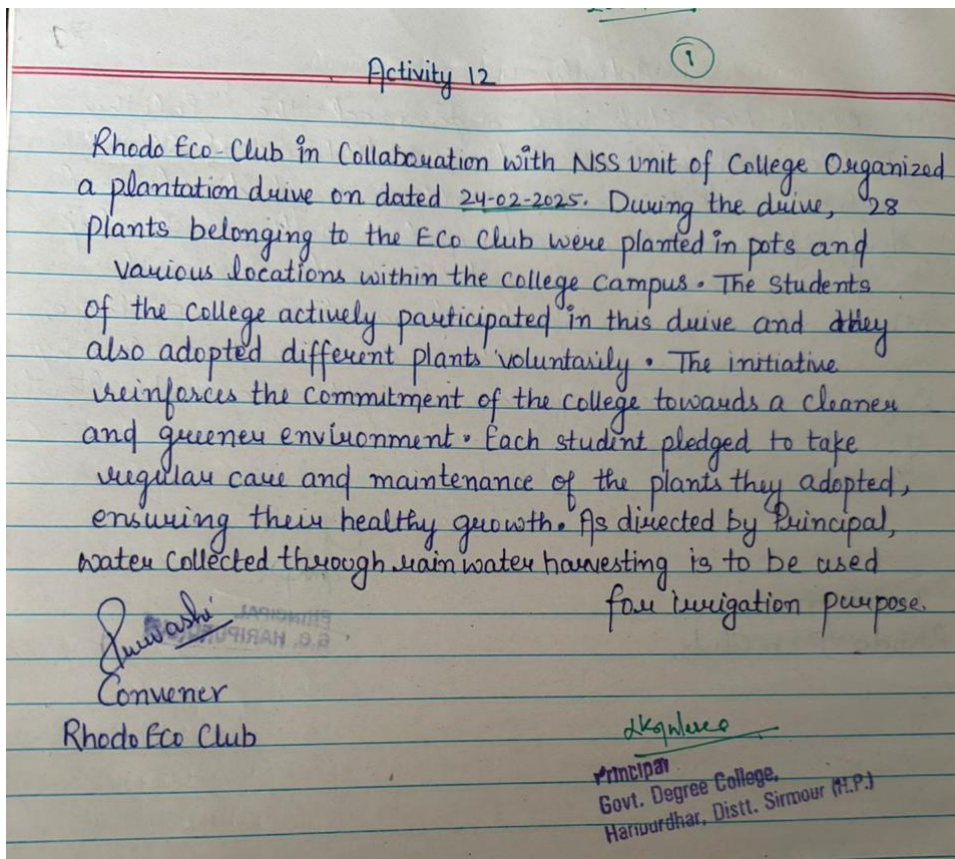 1
Activity 12
Rhodo Eco Club in Collaboration with NSS unit of College Organized
a plantation drive on dated 24-02-2025. During the drive, 28
plants belonging to the Eco Club were planted in pots and
various locations within the college campus. The Students
of the college actively participated in this drive and they
also adopted different plants voluntarily. The initiative
reinforces the commitment of the college towards a cleaner
and greener environment. Each student pledged to take
regular care and maintenance of the plants they adopted,
ensuring their healthy growth. As directed by Principal,
water collected through rain water harvesting is to be used
for irrigation purpose.
Convener
Rhodo Eco Club
Principal
Govt. Degree College,
Haripurdhar, Distt. Sirmour (H.P.)